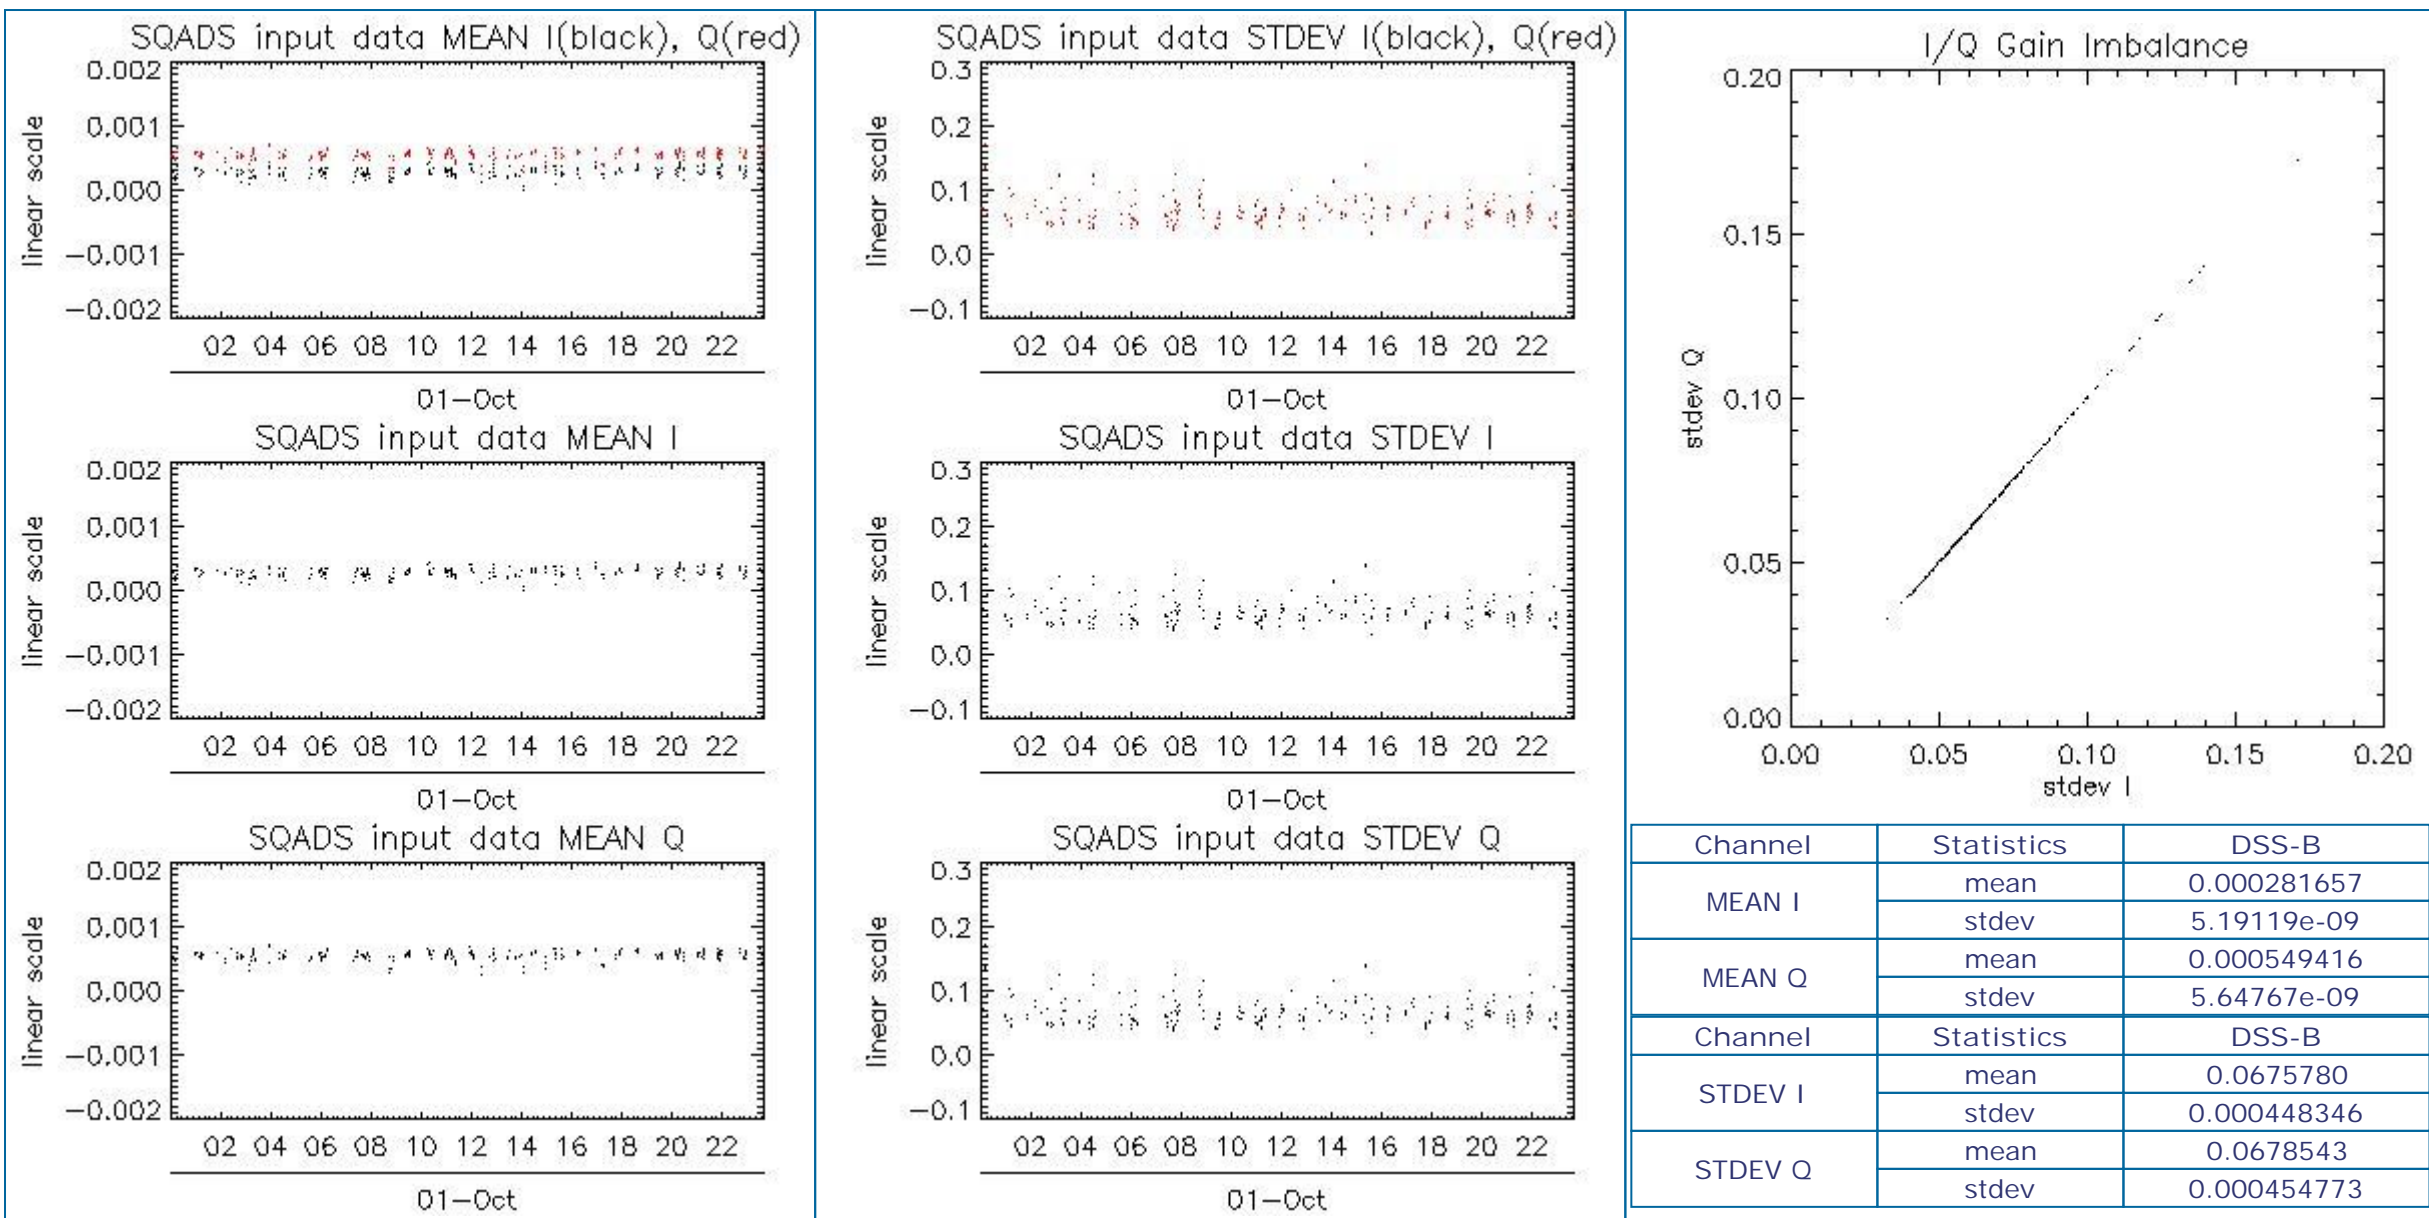 SQADS input data MEAN I(black), Q(red)
0.002
0.001
0.000
-0.001
-0.002
linear scale
02 04 06 08 10 12 14 16 18 20 22
01-Oct
SQADS input data MEAN I
0.002
0.001
0.000
-0.001
-0.002
linear scale
02 04 06 08 10 12 14 16 18 20 22
01-Oct
SQADS input data MEAN Q
0.002
0.001
0.000
-0.001
-0.002
linear scale
02 04 06 08 10 12 14 16 18 20 22
01-Oct
SQADS input data STDEV I(black), Q(red)
0.3
0.2
0.1
0.0
-0.1
linear scale
02 04 06 08 10 12 14 16 18 20 22
01-Oct
SQADS input data STDEV I
0.3
0.2
0.1
0.0
-0.1
linear scale
02 04 06 08 10 12 14 16 18 20 22
01-Oct
SQADS input data STDEV Q
0.3
0.2
0.1
0.0
-0.1
linear scale
02 04 06 08 10 12 14 16 18 20 22
01-Oct
I/Q Gain Imbalance
0.20
0.15
0.10
0.05
0.00
stdev Q
0.00 0.05 0.10 0.15 0.20
stdev I
Channel Statistics DSS-B
MEAN I mean 0.000281657
stdev 5.19119e-09
MEAN Q mean 0.000549416
stdev 5.64767e-09
Channel Statistics DSS-B
STDEV I mean 0.0675780
stdev 0.000448346
STDEV Q mean 0.0678543
stdev 0.000454773